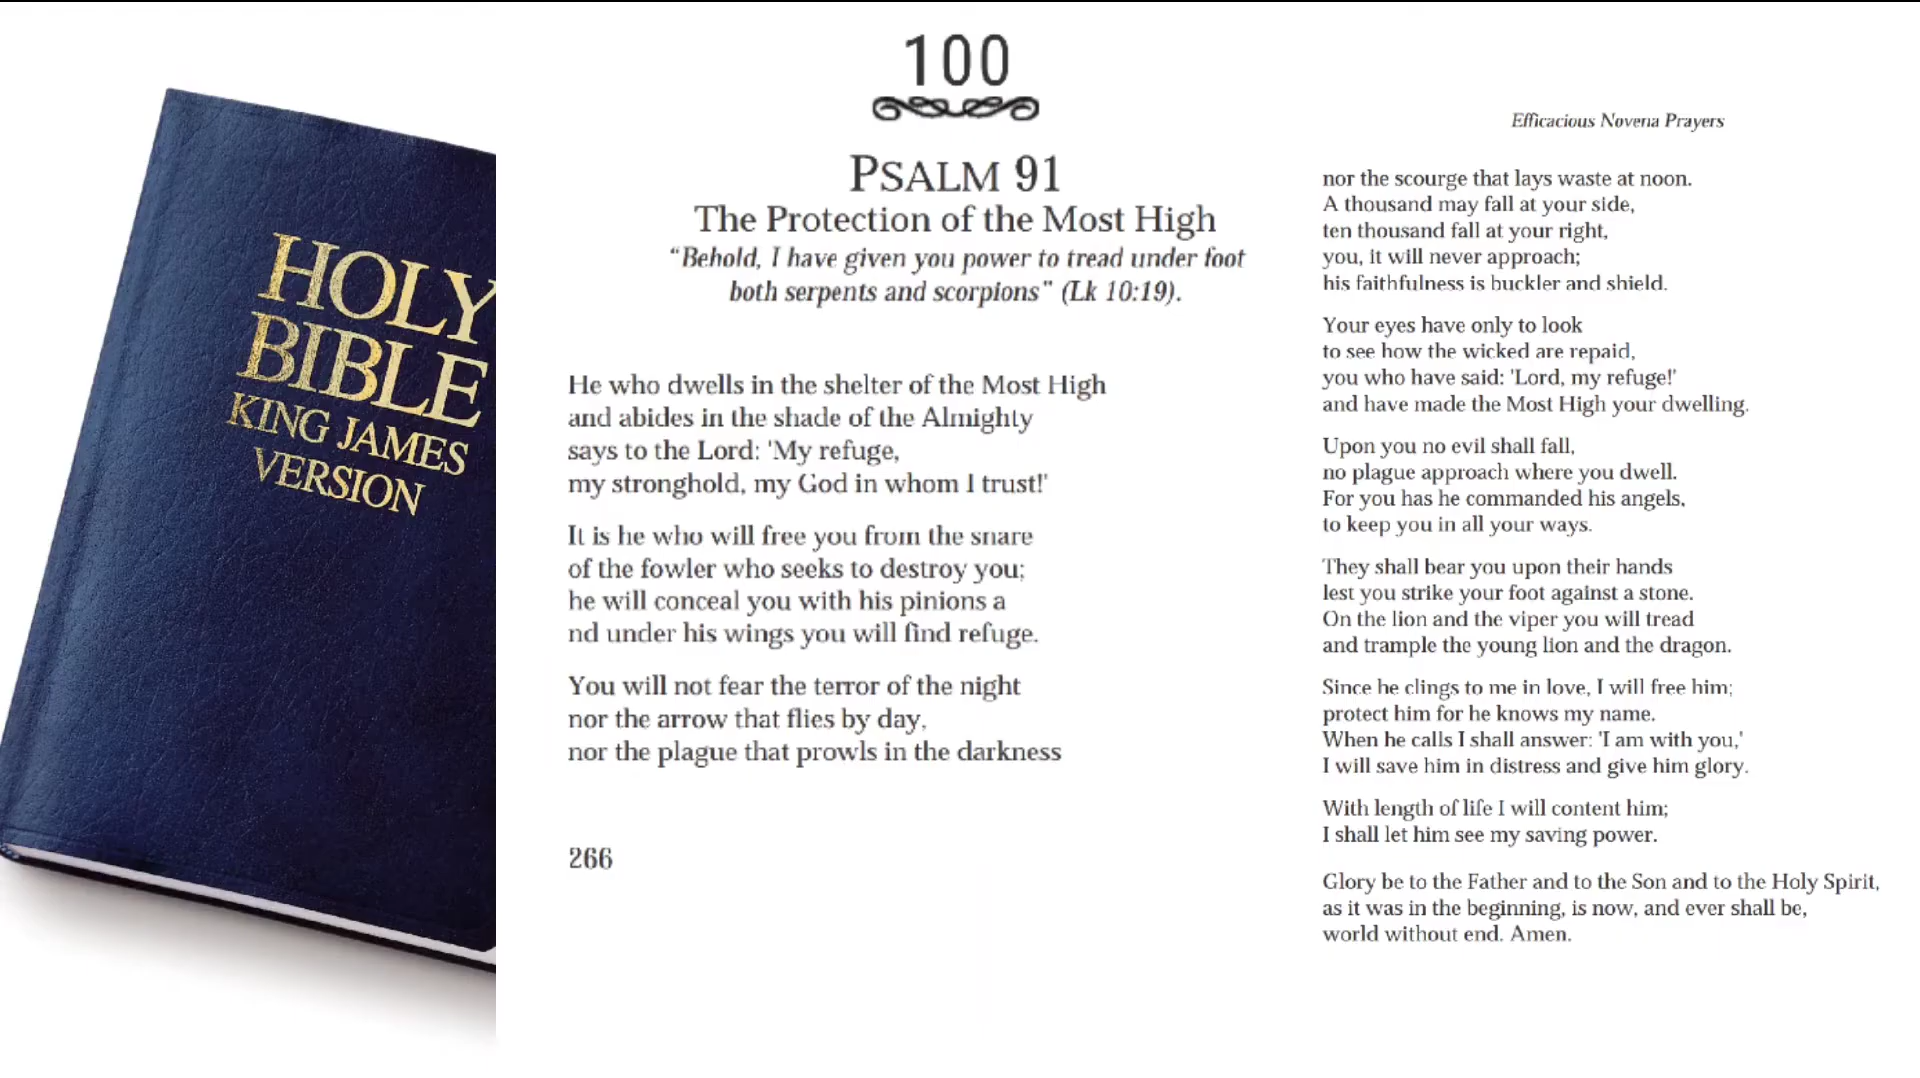 HOLY
BIBLE
KING JAMES
VERSION
100
PSALM 91
The Protection of the Most High
"Behold, I have given you power to tread under foot
both serpents and scorpions" (Lk 10:19).
He who dwells in the shelter of the Most High
and abides in the shade of the Almighty
says to the Lord: 'My refuge,
my stronghold, my God in whom I trust!'
It is he who will free you from the snare
of the fowler who seeks to destroy you;
he will conceal you with his pinions a
nd under his wings you will find refuge.
You will not fear the terror of the night
nor the arrow that flies by day,
nor the plague that prowls in the darkness
266
Efficacious Novena Prayers
nor the scourge that lays waste at noon.
A thousand may fall at your side,
ten thousand fall at your right,
you, it will never approach;
his faithfulness is buckler and shield.
Your eyes have only to look
to see how the wicked are repaid,
you who have said: 'Lord, my refuge!'
and have made the Most High your dwelling.
Upon you no evil shall fall,
no plague approach where you dwell.
For you has he commanded his angels,
to keep you in all your ways.
They shall bear you upon their hands
lest you strike your foot against a stone.
On the lion and the viper you will tread
and trample the young lion and the dragon.
Since he clings to me in love, I will free him;
protect him for he knows my name.
When he calls I shall answer: 'I am with you,'
I will save him in distress and give him glory.
With length of life I will content him;
I shall let him see my saving power.
Glory be to the Father and to the Son and to the Holy Spirit,
as it was in the beginning, is now, and ever shall be,
world without end. Amen.